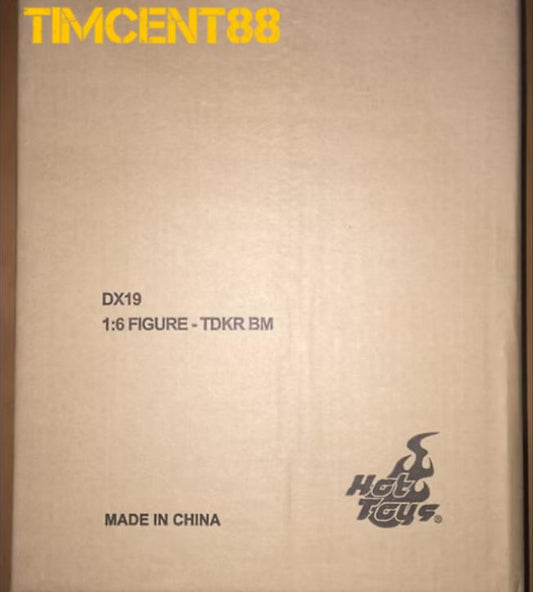 TIMCENT88
DX19
1:6 FIGURE - TDKR BM
Hot
Toys®
MADE IN CHINA